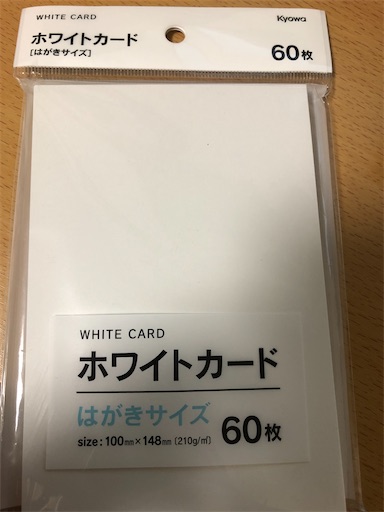 WHITE CARD
Kyowa
ホワイトカード
[はがきサイズ]
60枚
WHITE CARD
ホワイトカード
はがきサイズ
60枚
size:100mm×148mm [210g/㎡]